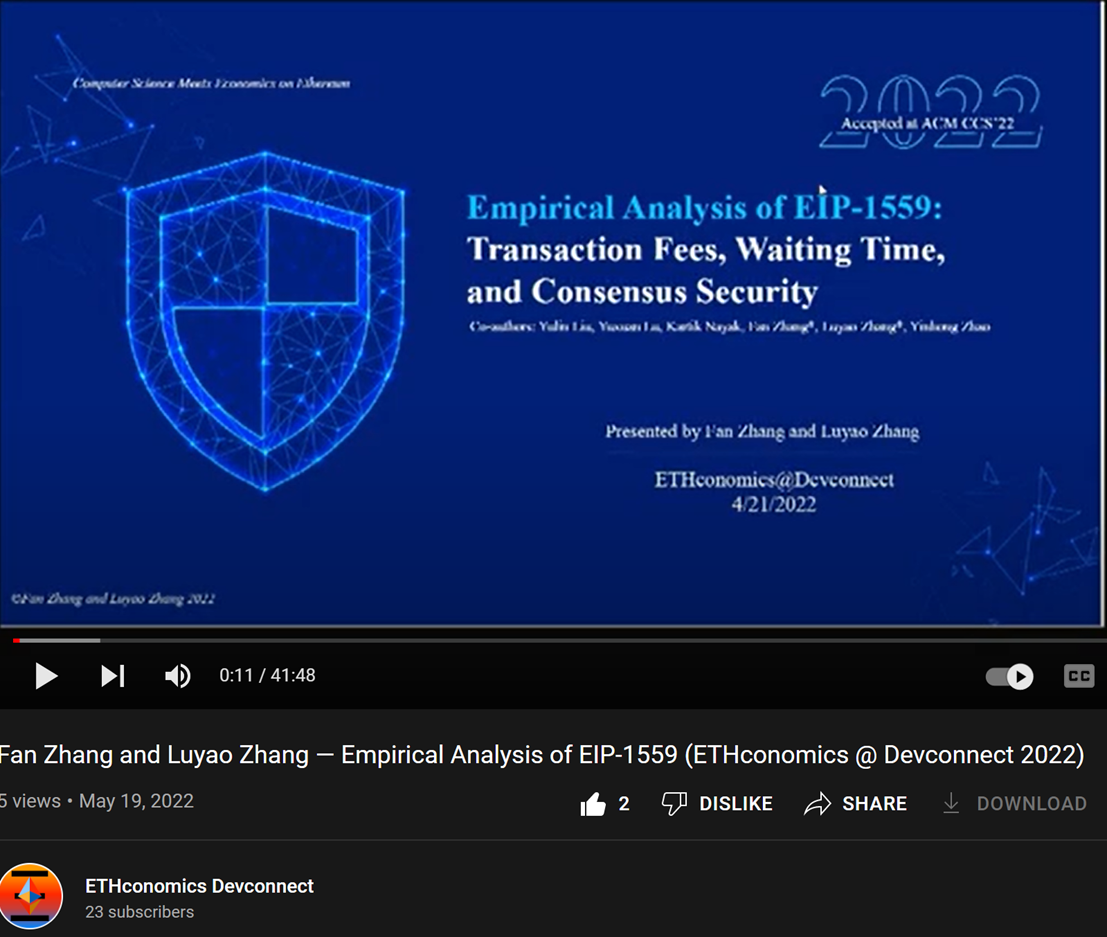 Computer Science Meets Economics on Ethereum
2022
Accepted at ACM CCS'22
Empirical Analysis of EIP-1559:
Transaction Fees, Waiting Time,
and Consensus Security
Co-authors: Yulin Liu, Yuxuan Lu, Kartik Nayak, Fan Zhang*, Luyao Zhang*, Yinhong Zhao
Presented by Fan Zhang and Luyao Zhang
ETHconomics@Devconnect
4/21/2022
©Fan Zhang and Luyao Zhang 2022
0:11 / 41:48
CC
Fan Zhang and Luyao Zhang — Empirical Analysis of EIP-1559 (ETHconomics @ Devconnect 2022)
5 views • May 19, 2022
2 DISLIKE SHARE DOWNLOAD
ETHconomics Devconnect
23 subscribers